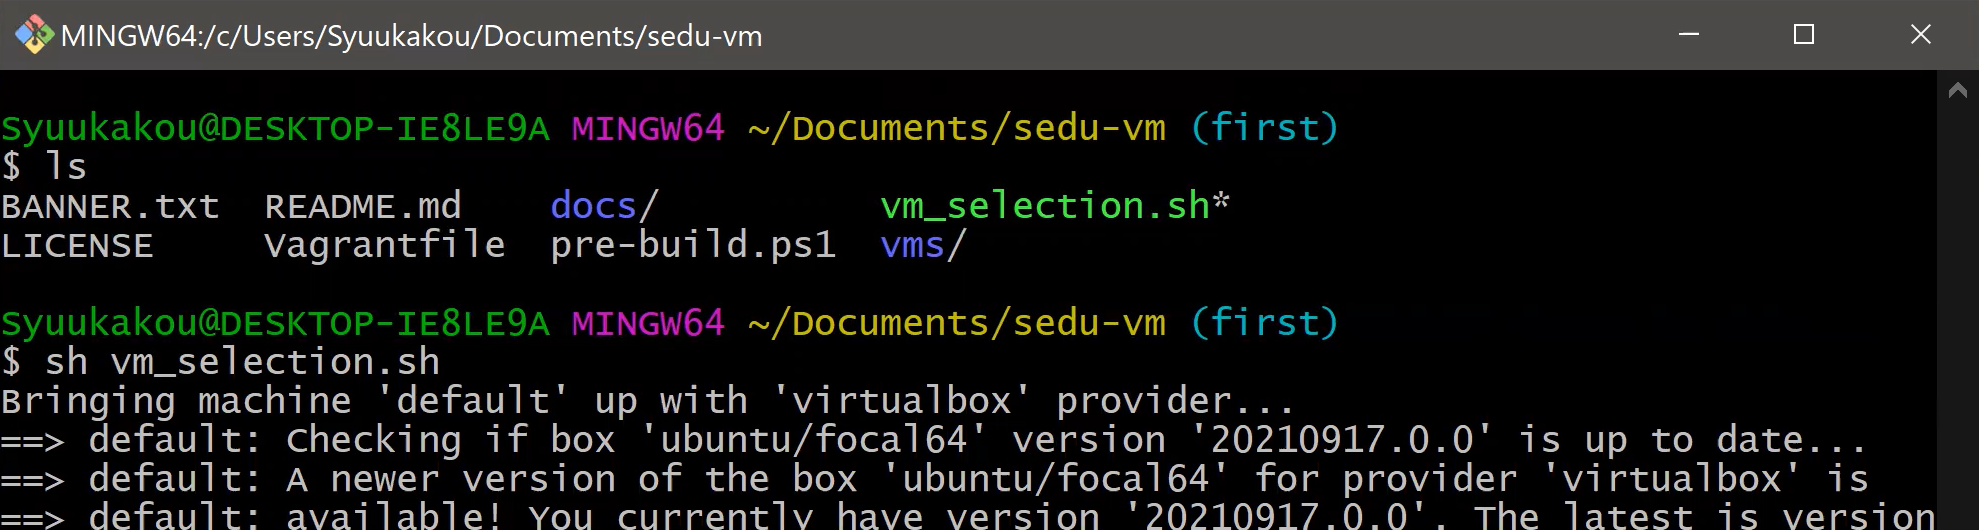 MINGW64:/c/Users/Syuukakou/Documents/sedu-vm
Syuukakou@DESKTOP-IE8LE9A MINGW64 ~/Documents/sedu-vm (first)
$ ls
BANNER.txt  README.md    docs/          vm_selection.sh*
LICENSE     Vagrantfile  pre-build.ps1  vms/
Syuukakou@DESKTOP-IE8LE9A MINGW64 ~/Documents/sedu-vm (first)
$ sh vm_selection.sh
Bringing machine 'default' up with 'virtualbox' provider...
==> default: Checking if box 'ubuntu/focal64' version '20210917.0.0' is up to date...
==> default: A newer version of the box 'ubuntu/focal64' for provider 'virtualbox' is
==> default: available! You currently have version '20210917.0.0'. The latest is version